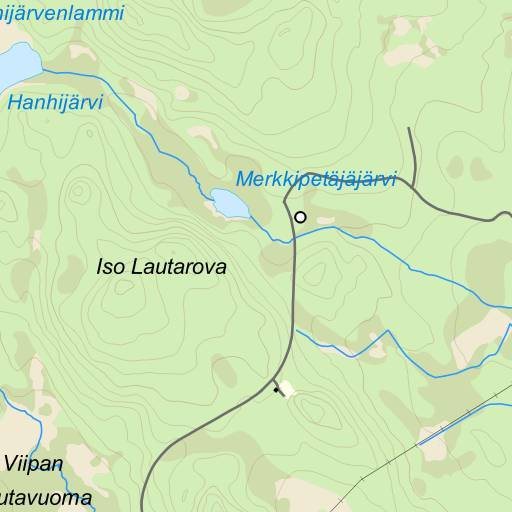 ijärvenlammi
Hanhijärvi
Merkkipetäjäjärvi
Iso Lautarova
Viipan
utavuoma